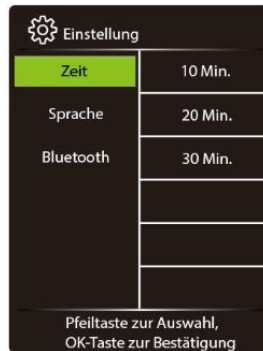 Einstellung
Zeit
10 Min.
Sprache
20 Min.
Bluetooth
30 Min.
Pfeiltaste zur Auswahl,
OK-Taste zur Bestätigung